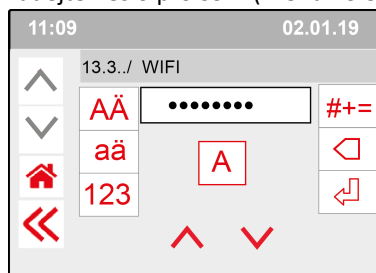 11:09 02.01.19
13.3../ WIFI
AÄ •••••••• #+=
aä A
123